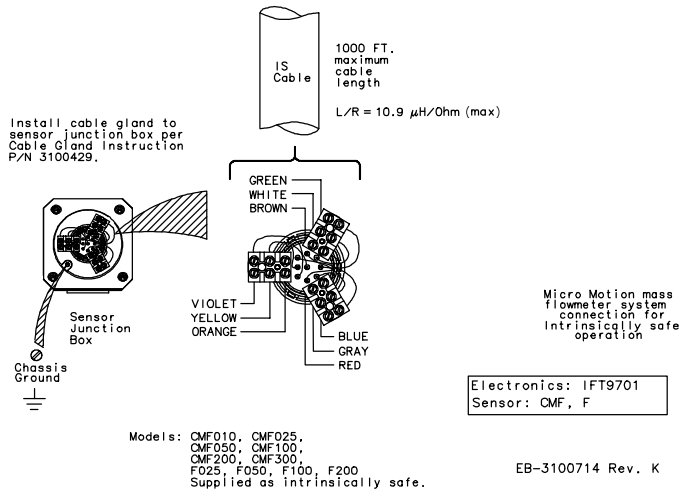 IS
Cable
1000 FT.
maximum
cable
length
L/R = 10.9 μH/Ohm (max)
Install cable gland to
sensor junction box per
Cable Gland Instruction
P/N 3100429.
GREEN
WHITE
BROWN
VIOLET
YELLOW
ORANGE
BLUE
GRAY
RED
Sensor
Junction
Box
Chassis
Ground
Micro Motion mass
flowmeter system
connection for
Intrinsically safe
operation
Electronics: IFT9701
Sensor: CMF, F
Models: CMF010, CMF025,
CMF050, CMF100,
CMF200, CMF300,
F025, F050, F100, F200
Supplied as intrinsically safe.
EB-3100714 Rev. K